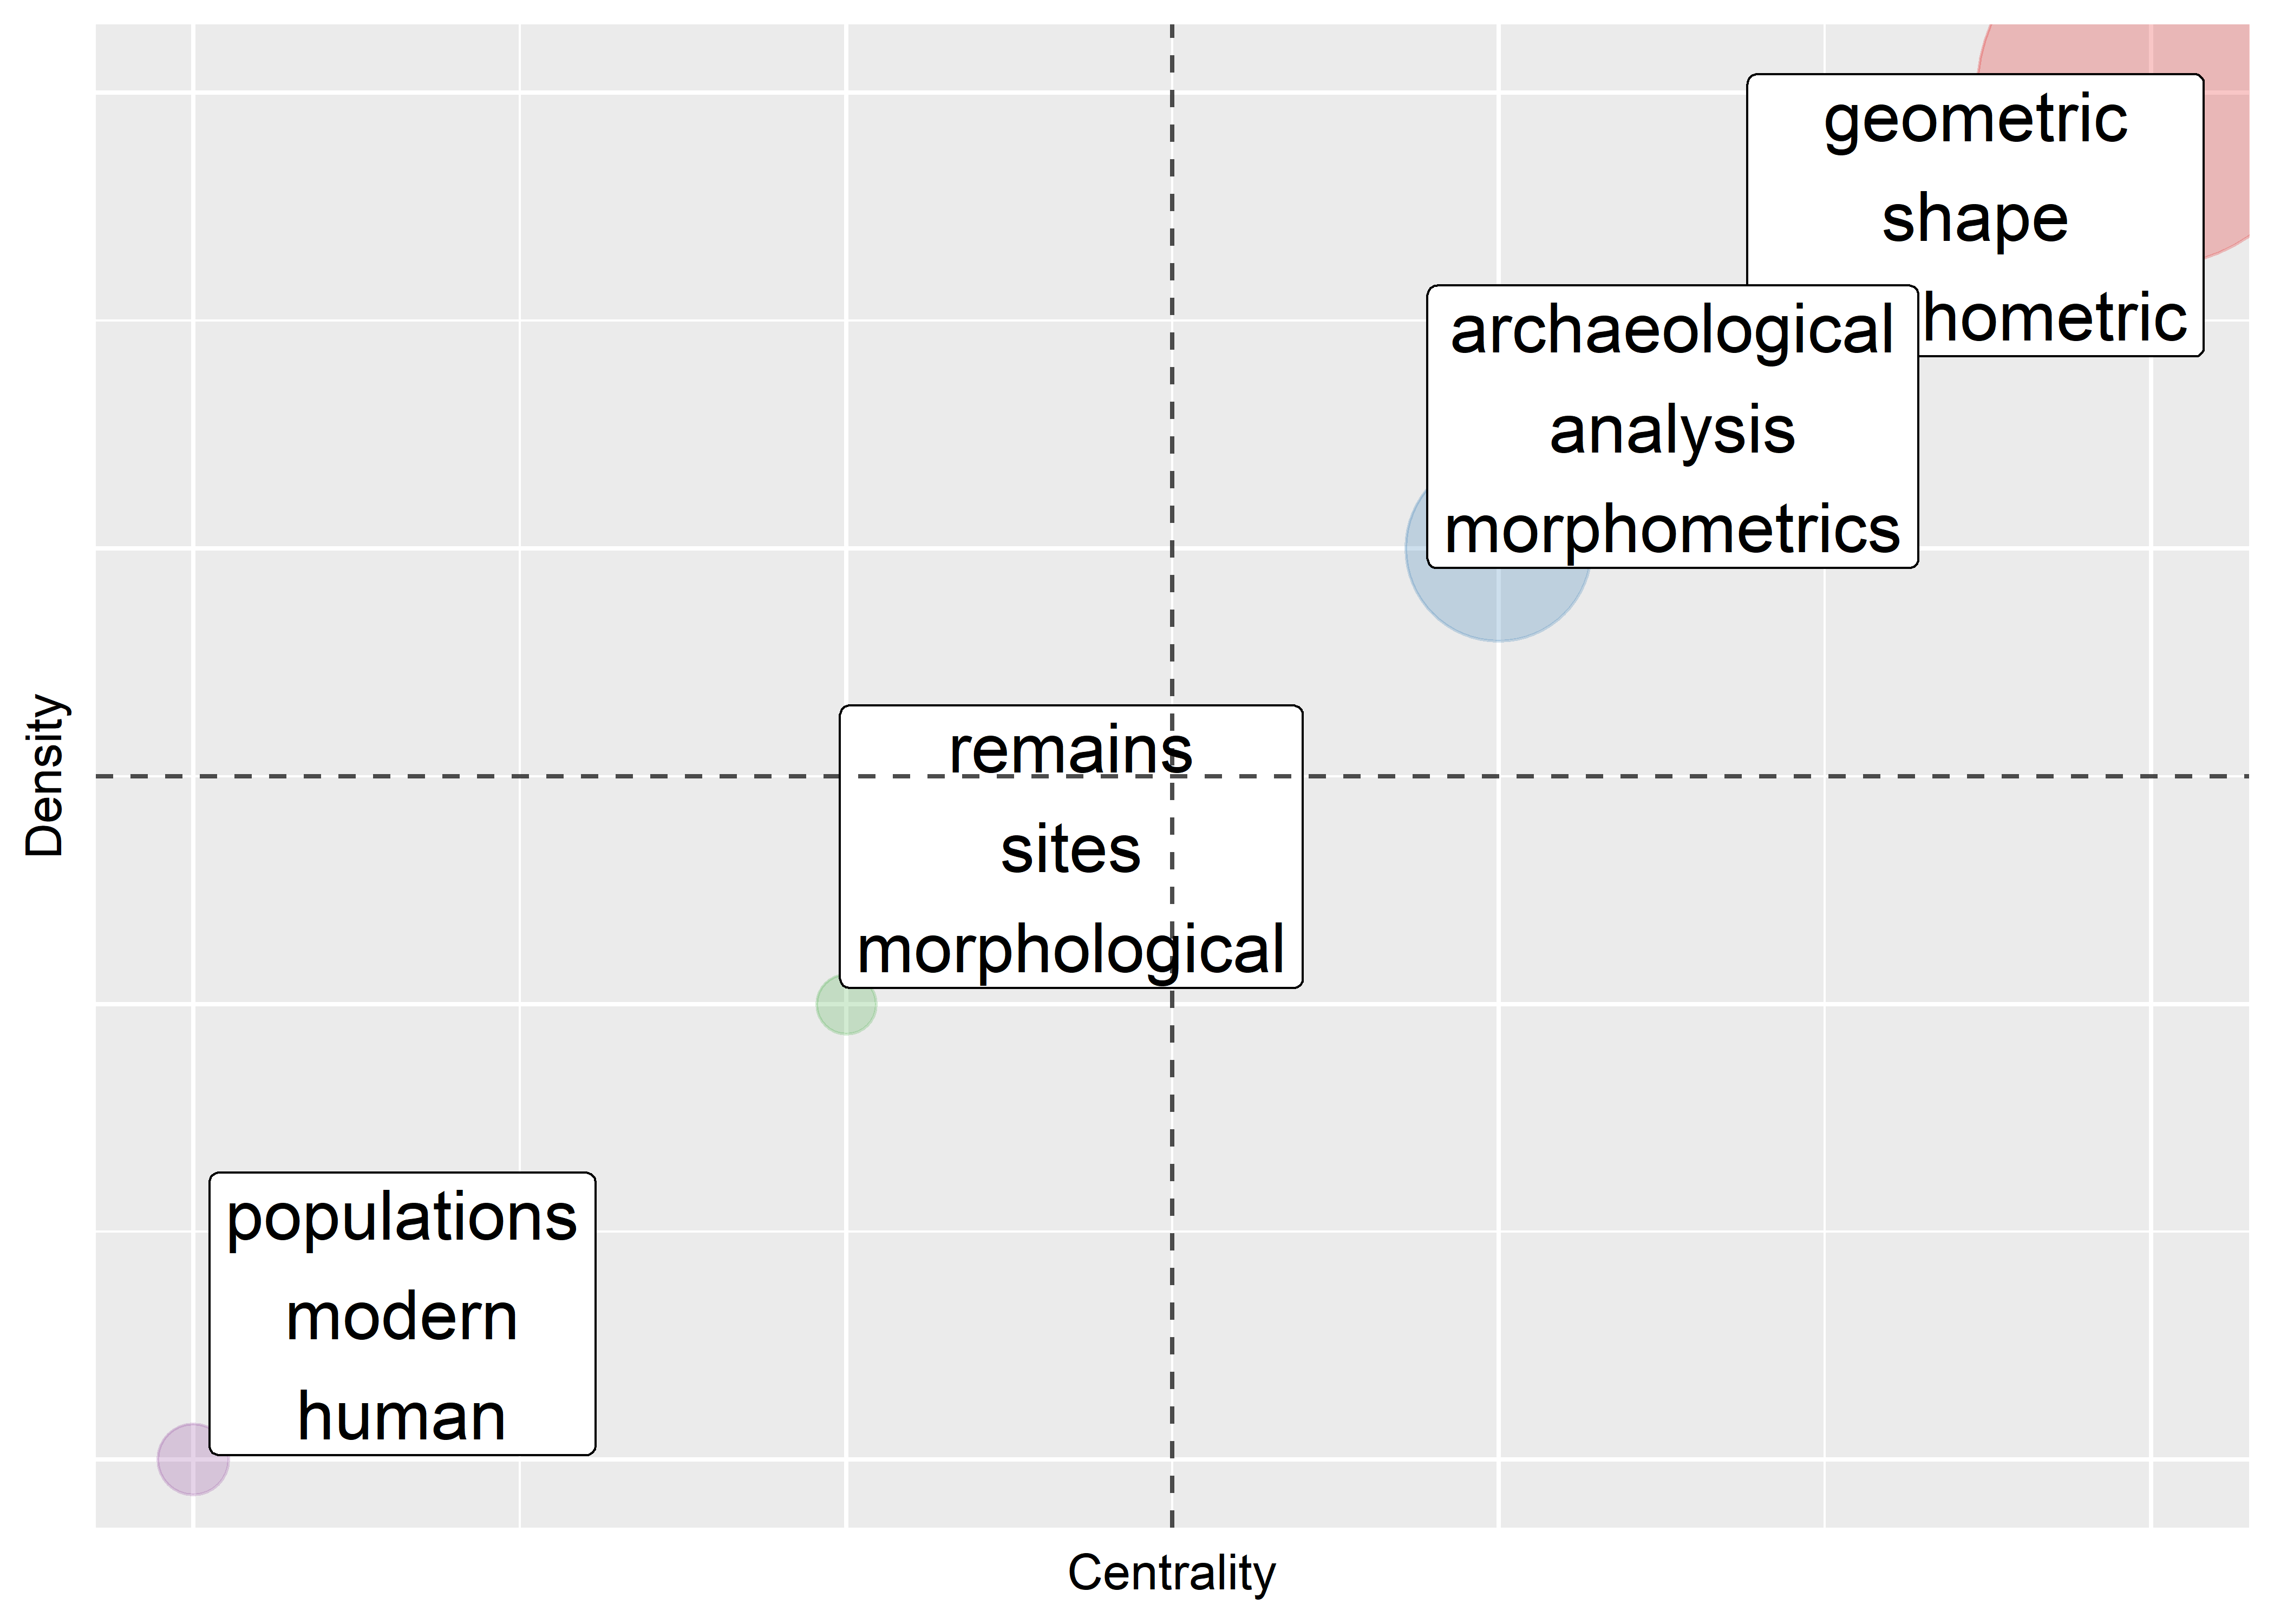 geometric
shape
hometric
archaeological
analysis
morphometrics
remains
sites
morphological
populations
modern
human
Density
Centrality